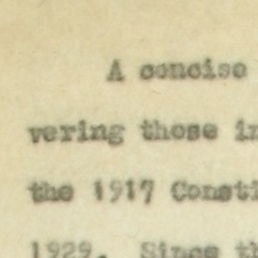 A concise
vering those in
the 1917 Consti
1929. Since th